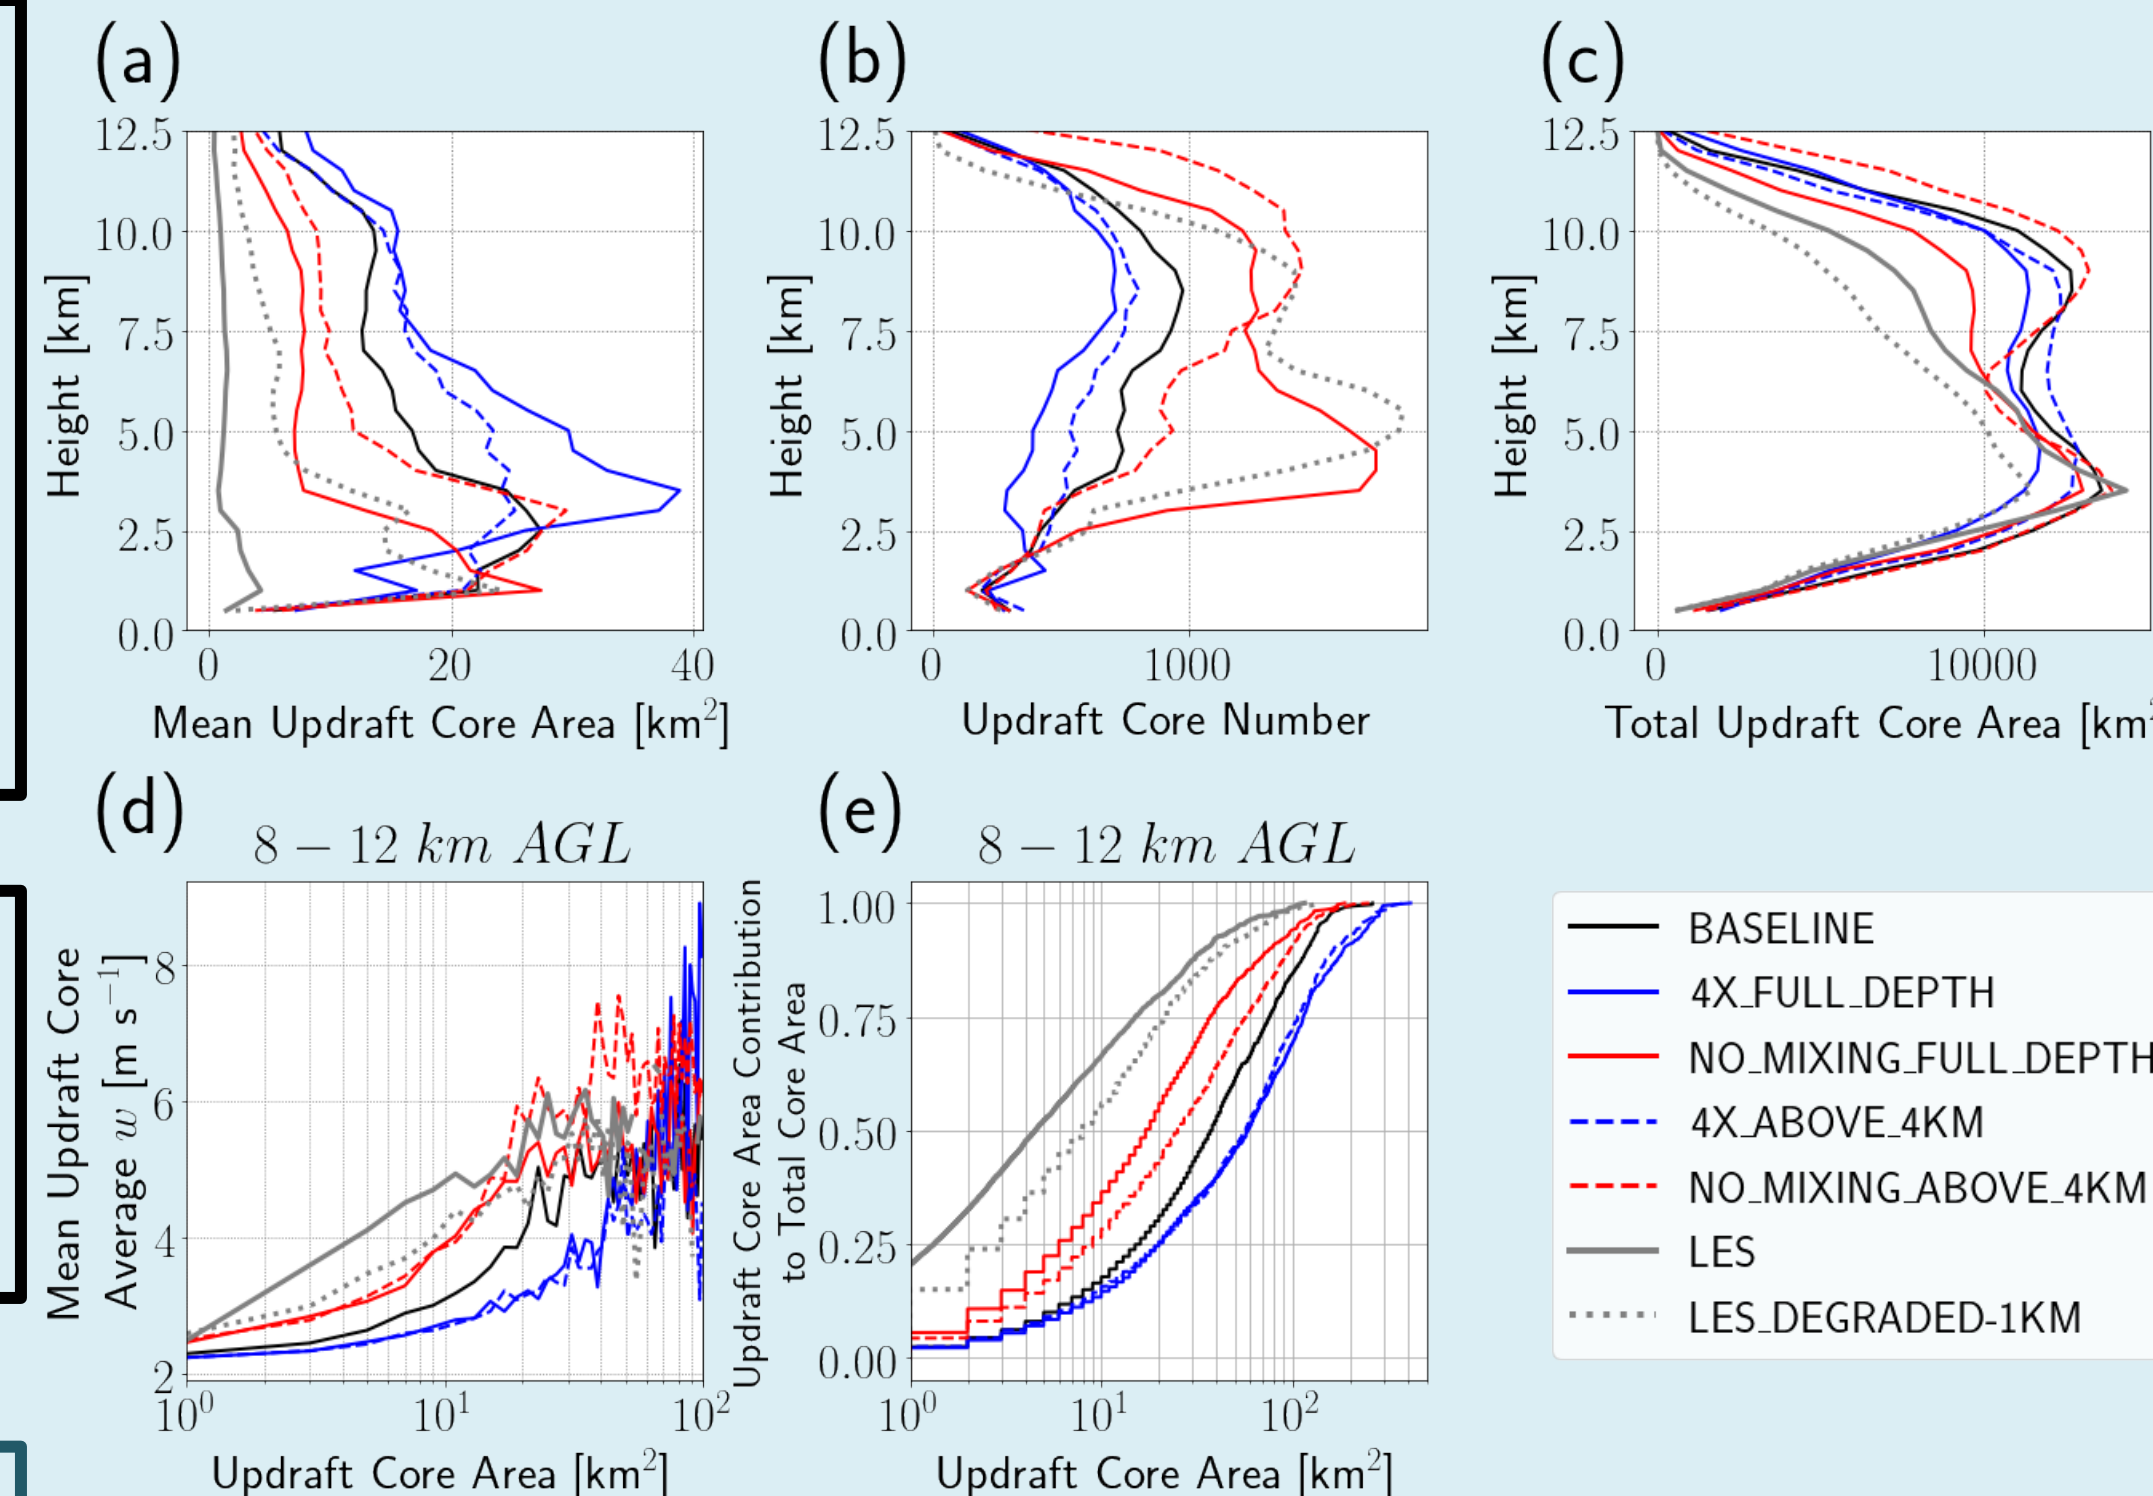 (a)
(b)
(c)
12.5
10.0
7.5
5.0
2.5
0.0
Height [km]
0
20
40
Mean Updraft Core Area [km²]
12.5
10.0
7.5
5.0
2.5
0.0
Height [km]
0
1000
Updraft Core Number
12.5
10.0
7.5
5.0
2.5
0.0
Height [km]
0
10000
Total Updraft Core Area [km
(d)
8 – 12 km AGL
8
6
4
2
Mean Updraft Core
Average w [m s⁻¹]
10⁰
10¹
10²
Updraft Core Area [km²]
(e)
8 – 12 km AGL
1.00
0.75
0.50
0.25
0.00
Updraft Core Area Contribution
to Total Core Area
10⁰
10¹
10²
Updraft Core Area [km²]
BASELINE
4X_FULL_DEPTH
NO_MIXING_FULL_DEPTH
4X_ABOVE_4KM
NO_MIXING_ABOVE_4KM
LES
LES_DEGRADED-1KM